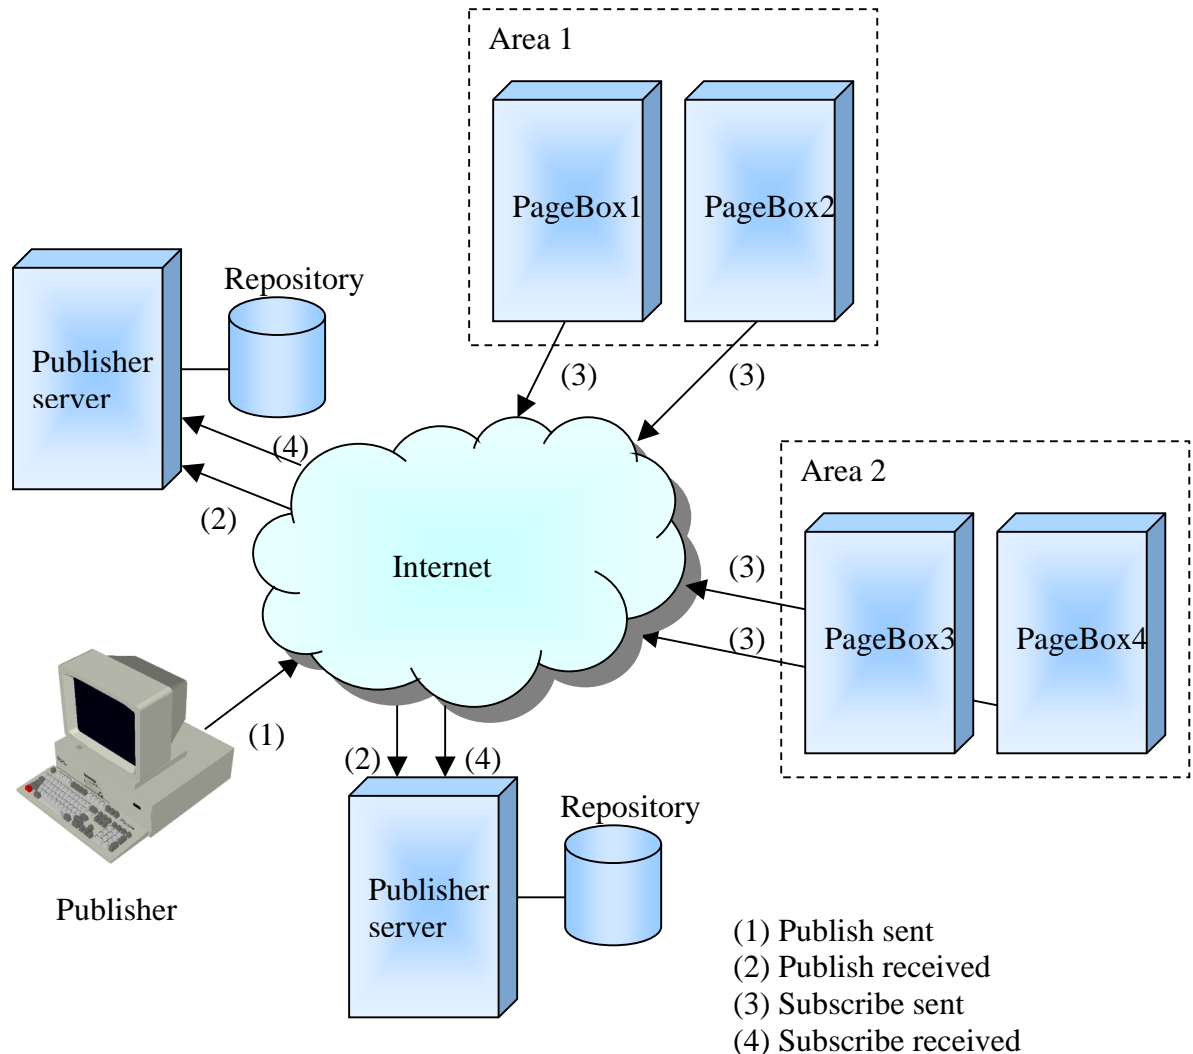 Area 1
PageBox1
PageBox2
Repository
Publisher
server
(3)
(3)
(4)
(2)
Area 2
Internet
(3)
(3)
PageBox3
PageBox4
(1)
(2)
(4)
Repository
Publisher
server
Publisher
(1) Publish sent
(2) Publish received
(3) Subscribe sent
(4) Subscribe received